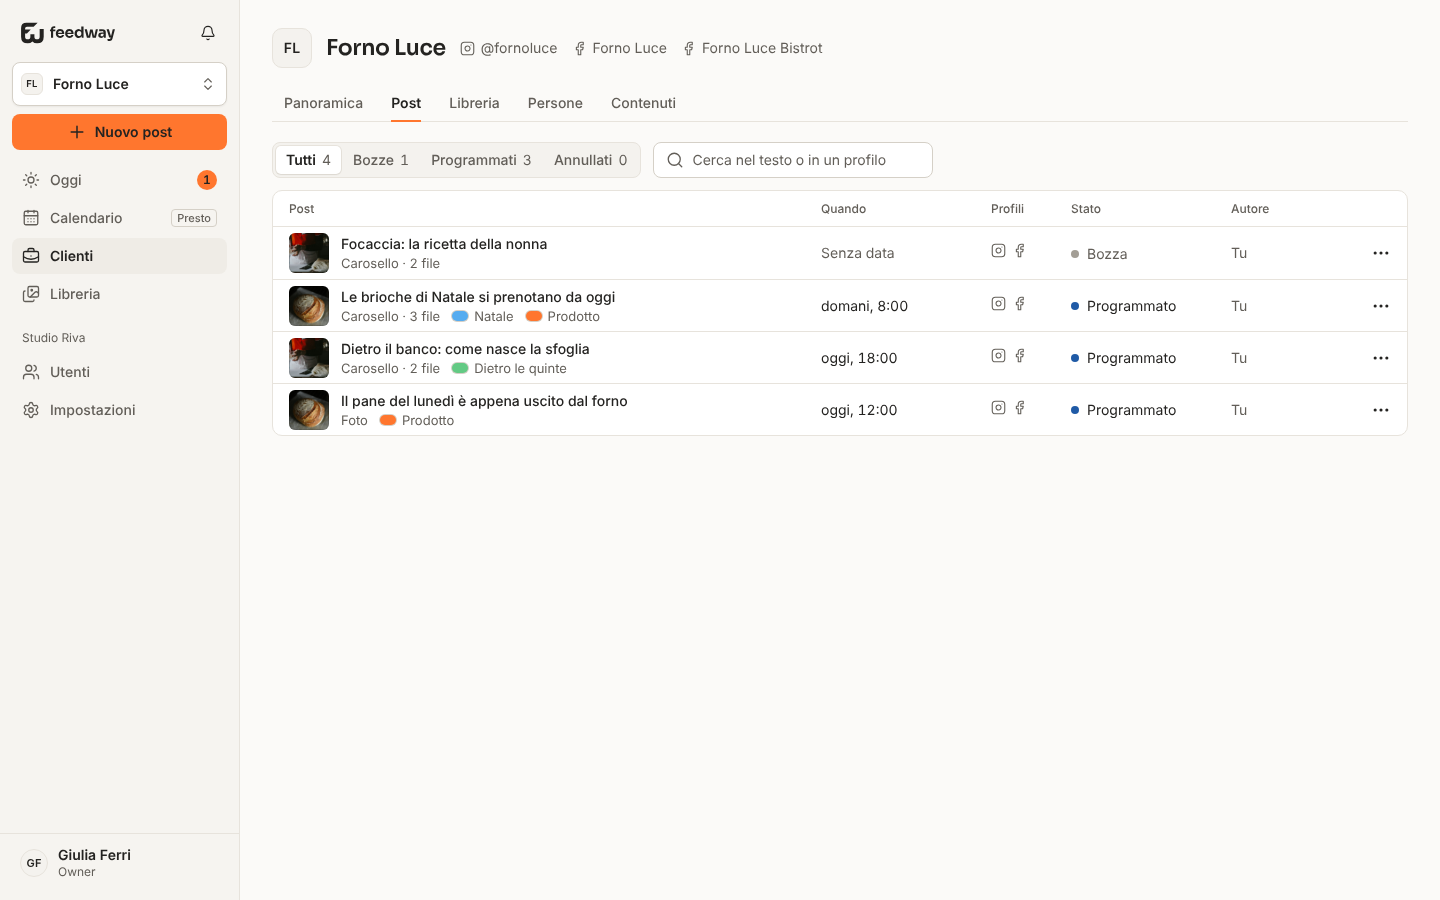 feedway
FL Forno Luce
Nuovo post
Oggi 1
Calendario Presto
Clienti
Libreria
Studio Riva
Utenti
Impostazioni
GF Giulia Ferri
Owner
FL Forno Luce @fornoluce Forno Luce Forno Luce Bistrot
Panoramica Post Libreria Persone Contenuti
Tutti 4 Bozze 1 Programmati 3 Annullati 0 Cerca nel testo o in un profilo
Post Quando Profili Stato Autore
Focaccia: la ricetta della nonna
Carosello · 2 file
Senza data Bozza Tu
Le brioche di Natale si prenotano da oggi
Carosello · 3 file Natale Prodotto
domani, 8:00 Programmato Tu
Dietro il banco: come nasce la sfoglia
Carosello · 2 file Dietro le quinte
oggi, 18:00 Programmato Tu
Il pane del lunedì è appena uscito dal forno
Foto Prodotto
oggi, 12:00 Programmato Tu